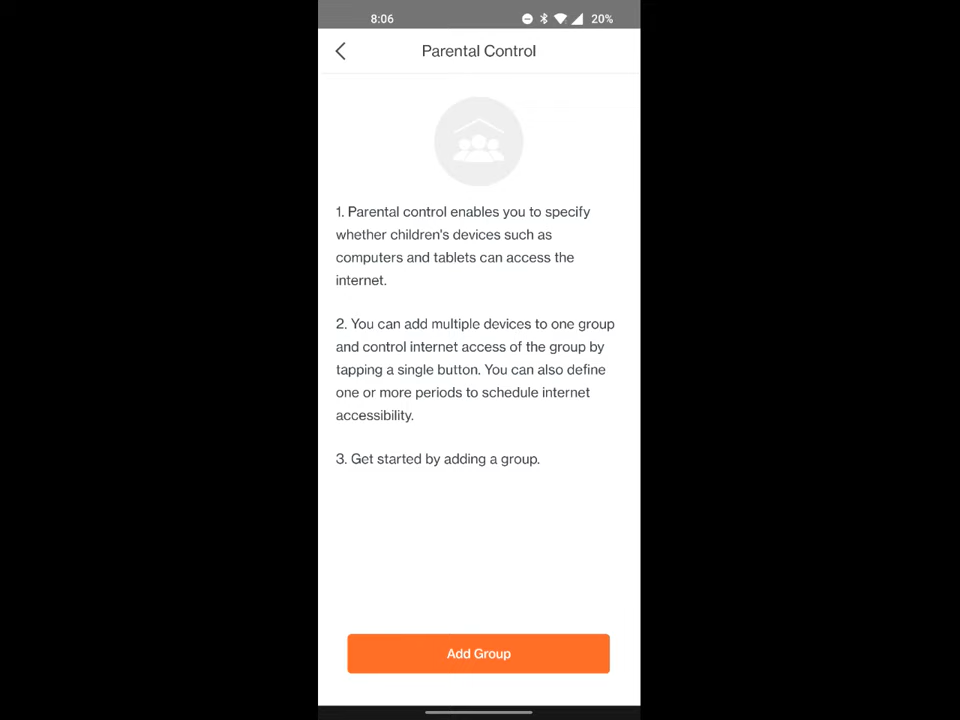 8:06
20%
Parental Control
1. Parental control enables you to specify
whether children's devices such as
computers and tablets can access the
internet.
2. You can add multiple devices to one group
and control internet access of the group by
tapping a single button. You can also define
one or more periods to schedule internet
accessibility.
3. Get started by adding a group.
Add Group